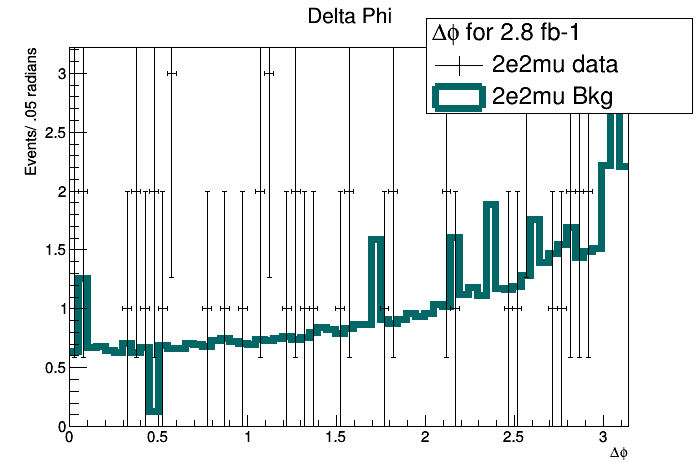 Delta Phi
Δϕ for 2.8 fb-1
2e2mu data
2e2mu Bkg
Events/ .05 radians
3
2.5
2
1.5
1
0.5
0
0 0.5 1 1.5 2 2.5 3
Δϕ